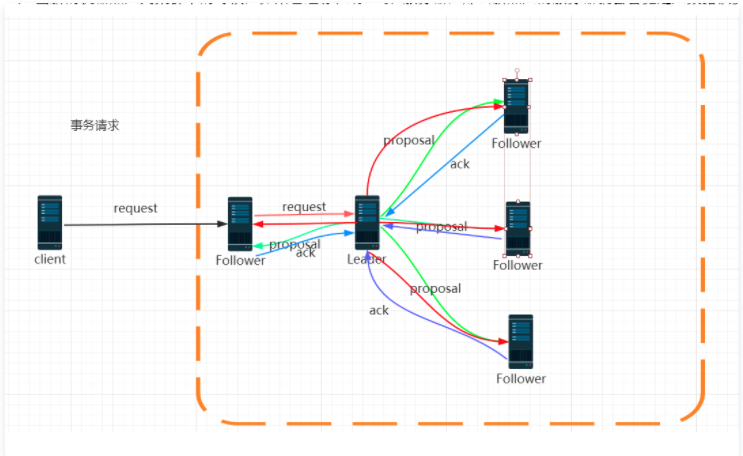 事务请求
proposal
Follower
ack
request
request
client
Follower
proposal
ack
Leader
proposal
Follower
proposal
ack
Follower